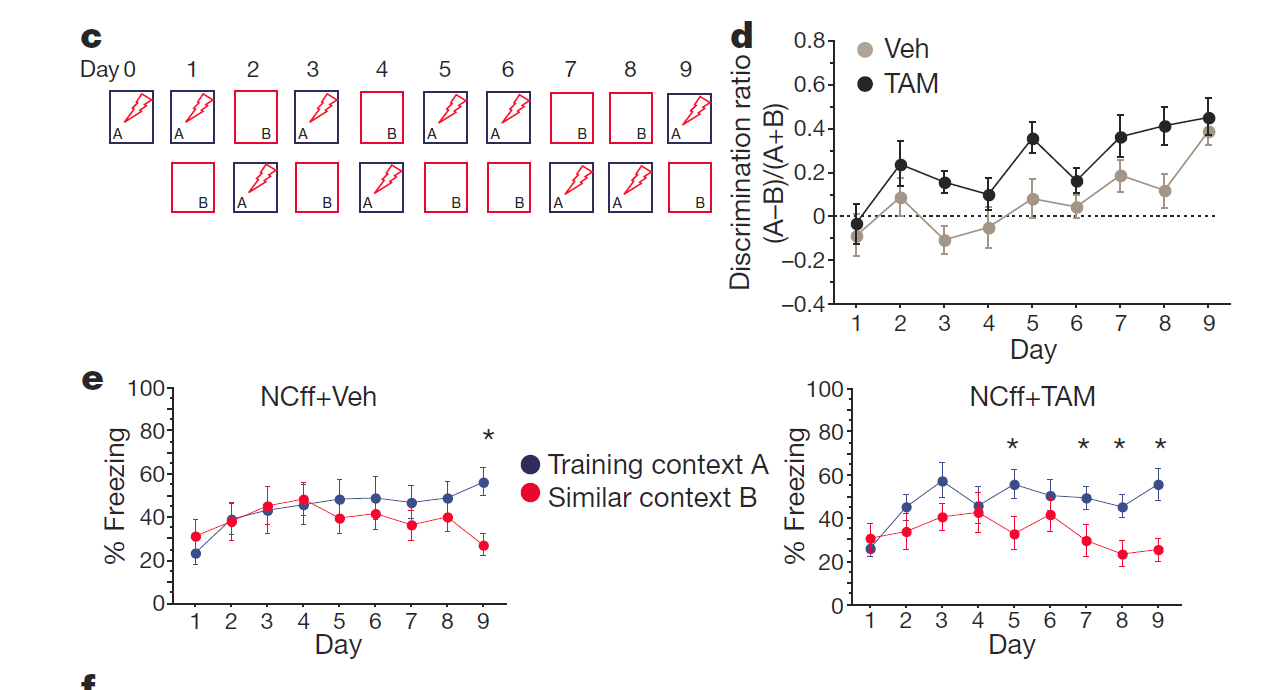 c
Day 0 1 2 3 4 5 6 7 8 9
A A B A B A A B B A
B A B A B B A A B
d
Discrimination ratio
(A–B)/(A+B)
Veh
TAM
0.8
0.6
0.4
0.2
0
–0.2
–0.4
1 2 3 4 5 6 7 8 9
Day
e
NCff+Veh
% Freezing
100
80
60
40
20
0
*
1 2 3 4 5 6 7 8 9
Day
Training context A
Similar context B
NCff+TAM
% Freezing
100
80
60
40
20
0
* * * *
1 2 3 4 5 6 7 8 9
Day
f